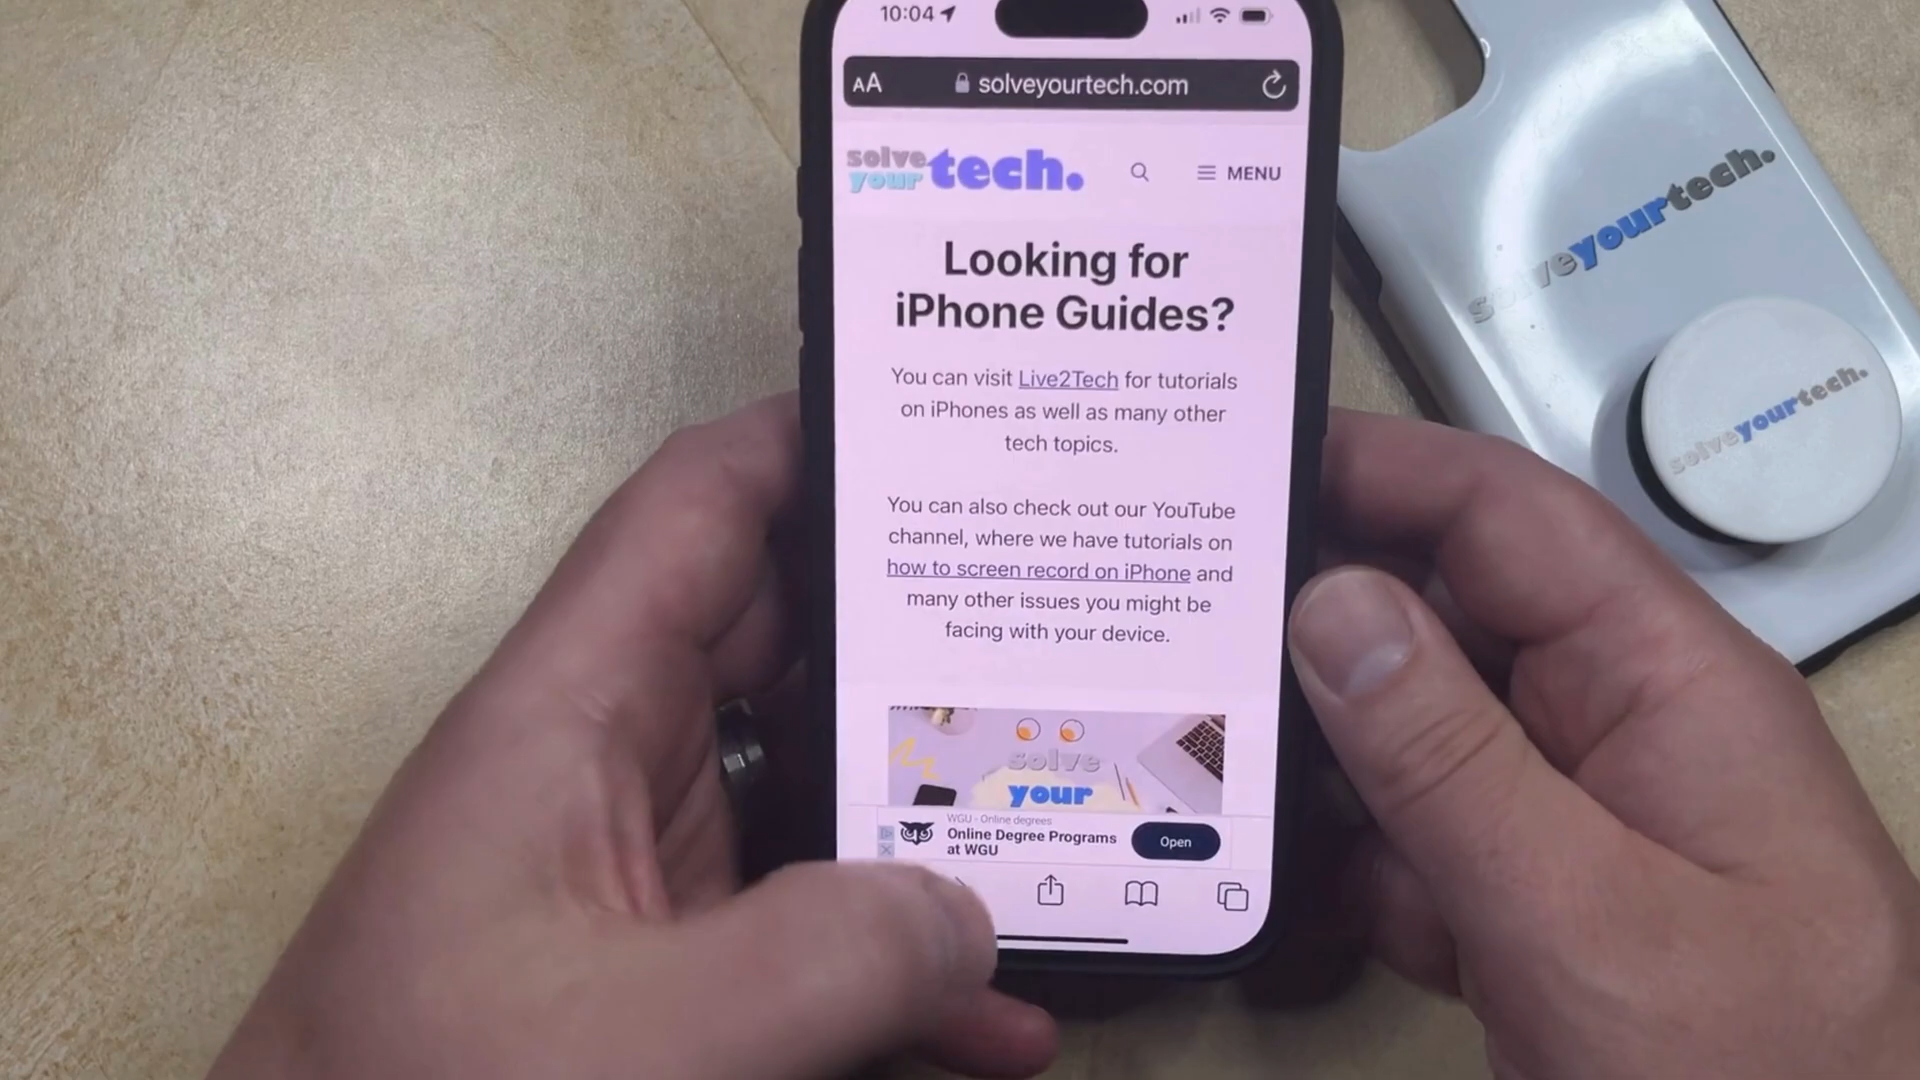 10:04
AA solveyourtech.com
solve your tech.
MENU
Looking for
iPhone Guides?
You can visit Live2Tech for tutorials
on iPhones as well as many other
tech topics.
You can also check out our YouTube
channel, where we have tutorials on
how to screen record on iPhone and
many other issues you might be
facing with your device.
solve
your
WGU - Online degrees
Online Degree Programs
at WGU
Open
solveyourtech.
solveyourtech.